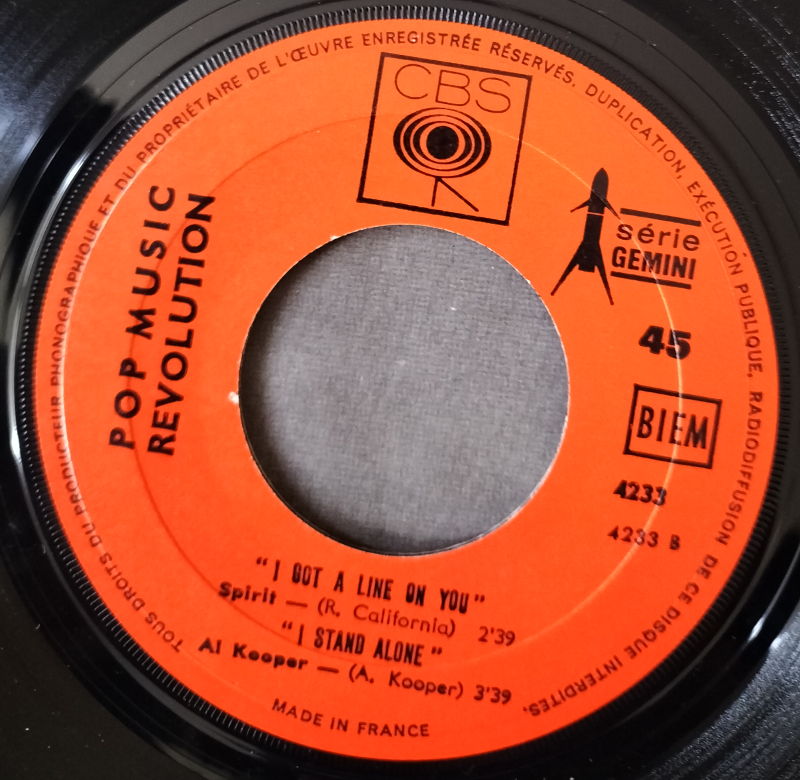 TOUS DROITS DU PRODUCTEUR PHONOGRAPHIQUE ET DU PROPRIÉTAIRE DE L'ŒUVRE ENREGISTRÉE RÉSERVÉS. DUPLICATION, EXÉCUTION PUBLIQUE, RADIODIFFUSION DE CE DISQUE INTERDITES.
CBS
POP MUSIC
REVOLUTION
série
GEMINI
45
BIEM
4233
4233 B
"I GOT A LINE ON YOU"
Spirit — (R. California) 2'39
"I STAND ALONE"
Al Kooper — (A. Kooper) 3'39
MADE IN FRANCE